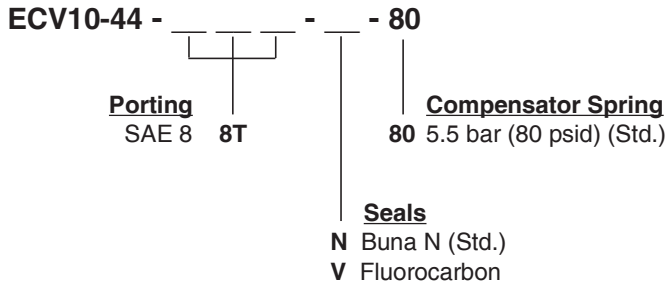 ECV10-44 - __ __ __ - __ - 80
Porting
SAE 8 8T
Compensator Spring
80 5.5 bar (80 psid) (Std.)
Seals
N Buna N (Std.)
V Fluorocarbon